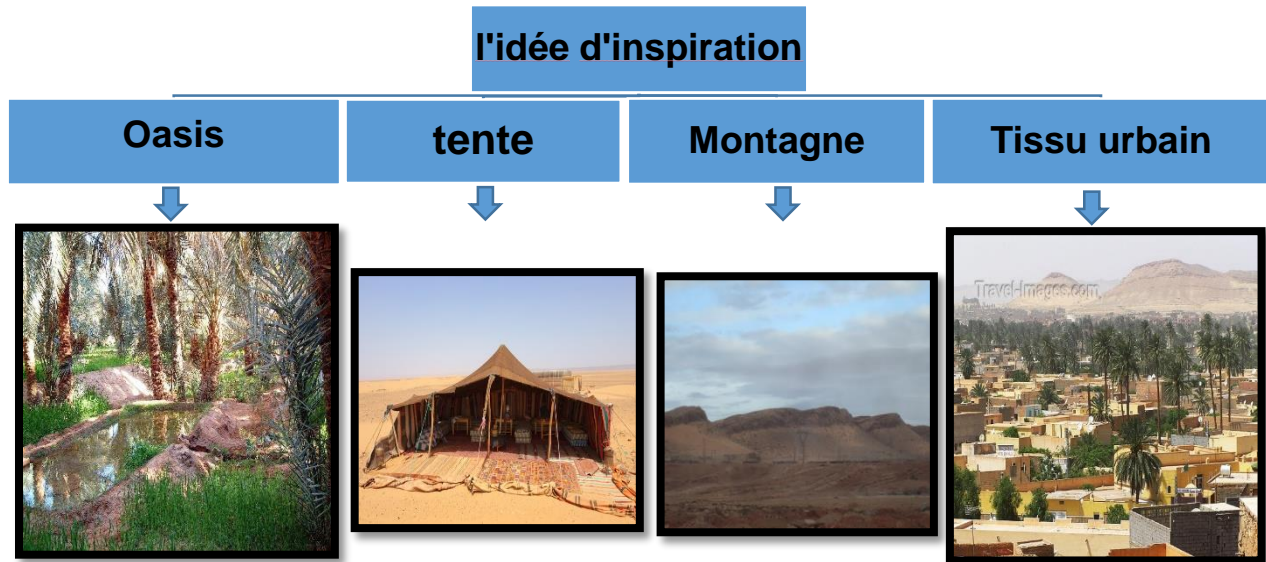 l'idée d'inspiration
Oasis
tente
Montagne
Tissu urbain
Travel-Images.com